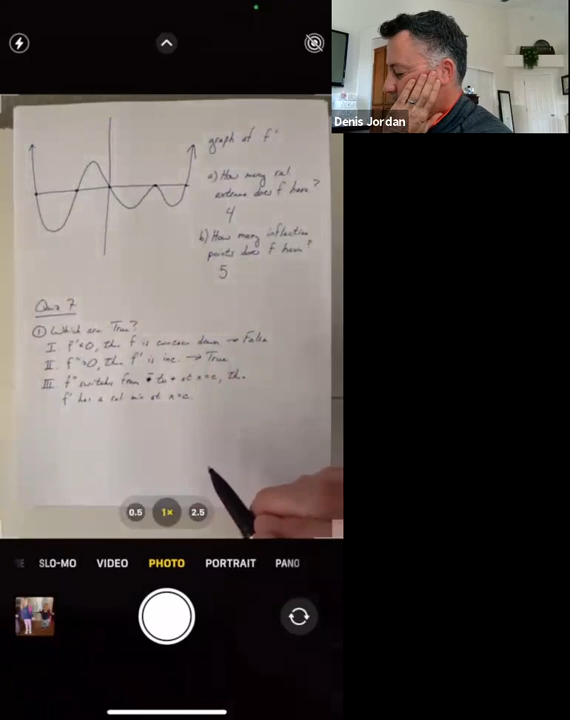 Denis Jordan
graph of f'
a) How many rel.
extrema does f have?
4
b) How many inflection
points does f have?
5
Quiz 7
① Which are True?
I. f'<0, then f is concave down → False
II. f">0, then f' is inc. → True
III. f" switches from - to + at x=c, then
f' has a rel min at x=c.
0.5 1× 2.5
SLO-MO VIDEO PHOTO PORTRAIT PANO